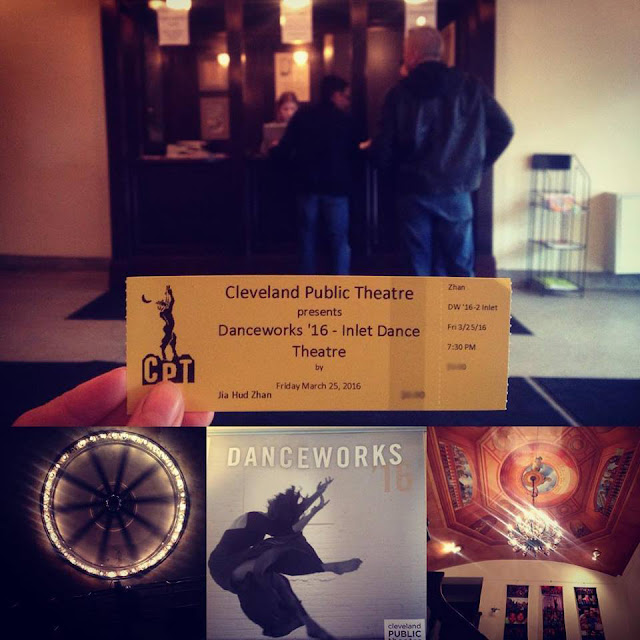 Cleveland Public Theatre
presents
Danceworks '16 - Inlet Dance
Theatre
by
Friday March 25, 2016
Jia Hud Zhan
CPT
Zhan
DW '16-2 Inlet
Fri 3/25/16
7:30 PM
DANCEWORKS
'16
cleveland
PUBLIC